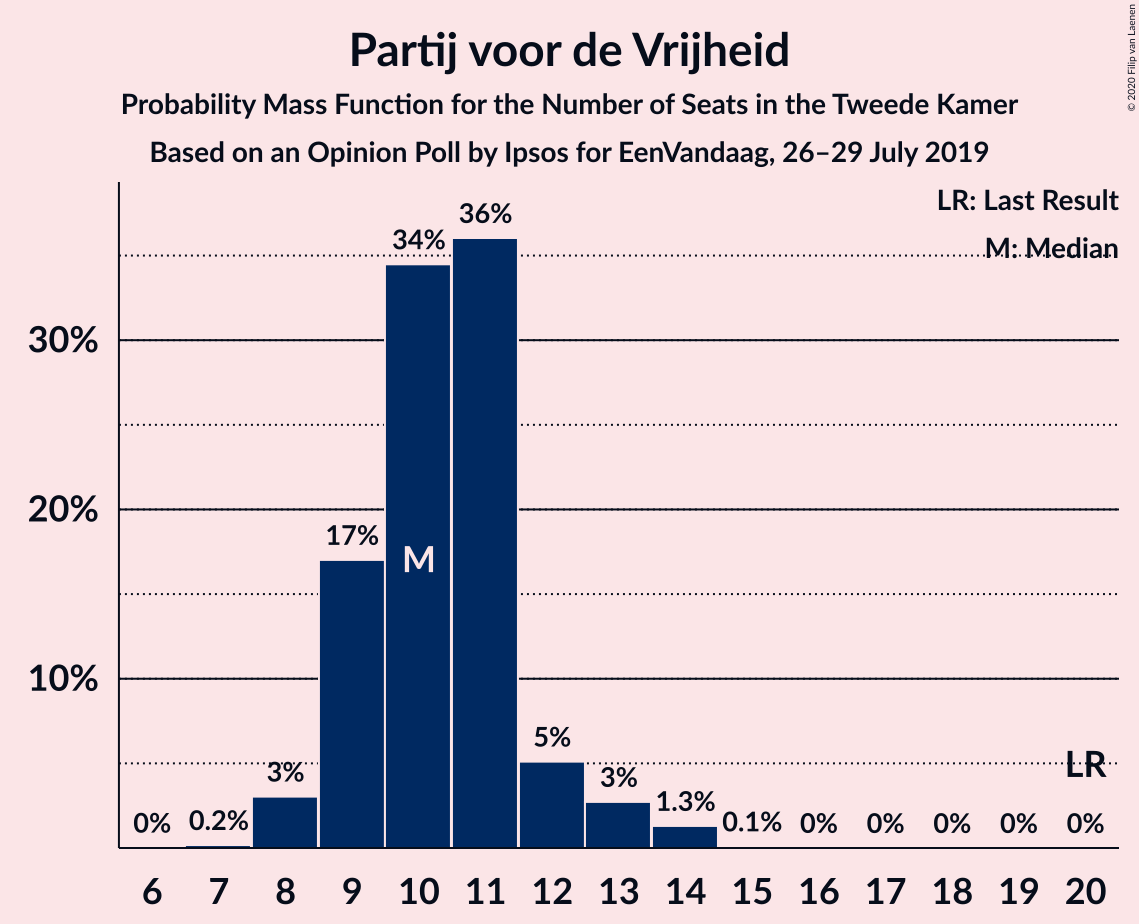 Partij voor de Vrijheid
Probability Mass Function for the Number of Seats in the Tweede Kamer
Based on an Opinion Poll by Ipsos for EenVandaag, 26–29 July 2019
© 2020 Filip van Laenen
LR: Last Result
M: Median
30%
20%
10%
0%
0.2%
3%
17%
34%
36%
5%
3%
1.3%
0.1%
0%
0%
0%
0%
0%
M
LR
6 7 8 9 10 11 12 13 14 15 16 17 18 19 20